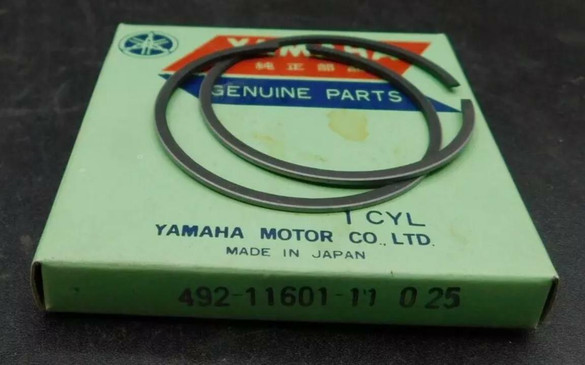 YAMAHA
純正部品
GENUINE PARTS
1 CYL
YAMAHA MOTOR CO.,LTD.
MADE IN JAPAN
492-11601-11 0 25